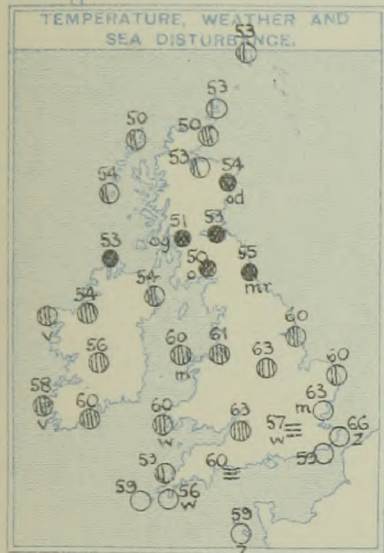 TEMPERATURE, WEATHER AND
SEA DISTURBANCE.
53
53
50 50
53
54 54
od
51 53
og
53 50 55
o mr
54
54 60
v
56 60 61 63
m
60
58 63
v m
60 60 63 57 66
w w z
53 60 59
59 56
w
59
z